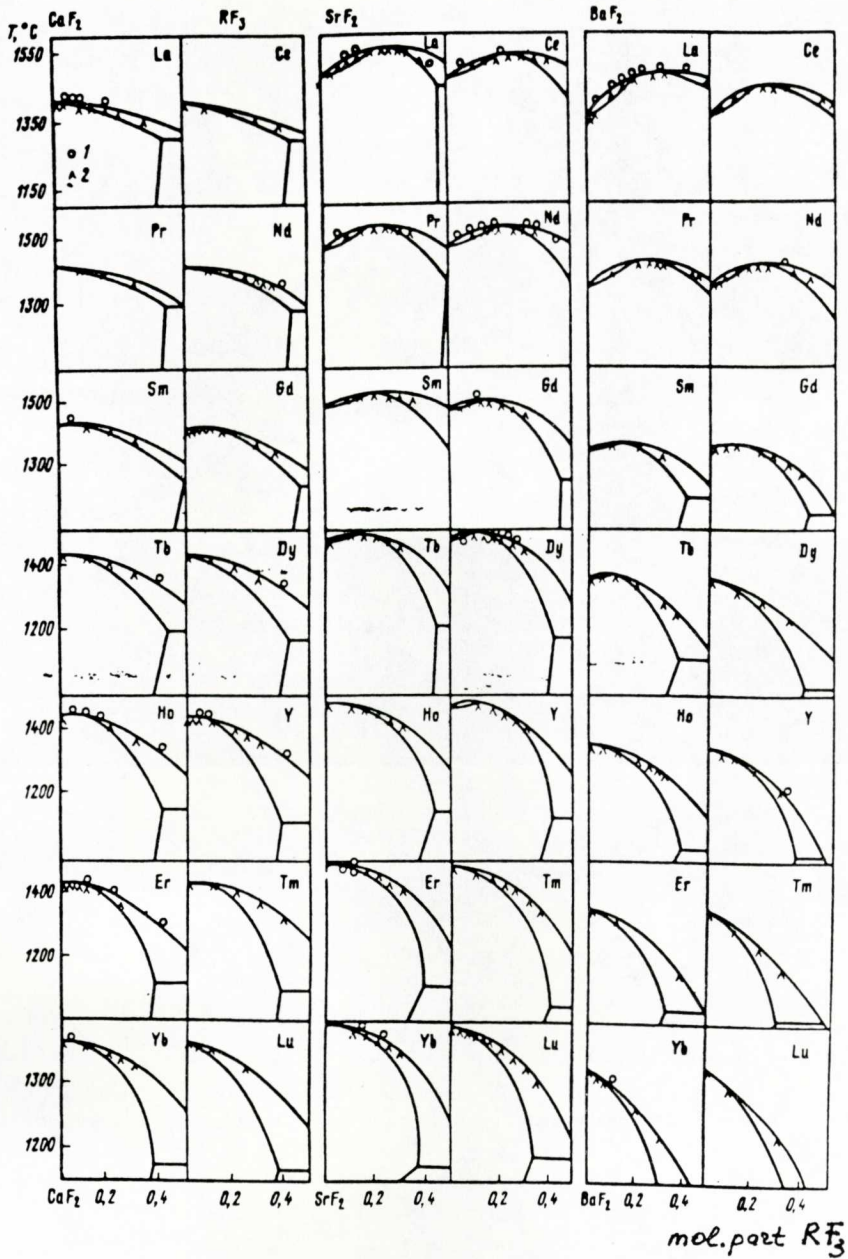 T,°C CaF₂ RF₃ SrF₂ BaF₂
1550 La Ce La Ce La Ce
1350
o 1
ʌ 2
1150
1500 Pr Nd Pr Nd Pr Nd
1300
1500 Sm Gd Sm Gd Sm Gd
1300
1400 Tb Dy Tb Dy Tb Dy
1200
1400 Ho Y Ho Y Ho Y
1200
1400 Er Tm Er Tm Er Tm
1200
Yb Lu Yb Lu Yb Lu
1300
1200
CaF₂ 0,2 0,4 0,2 0,4 SrF₂ 0,2 0,4 0,2 0,4 BaF₂ 0,2 0,4 0,2 0,4
mol.part RF₃